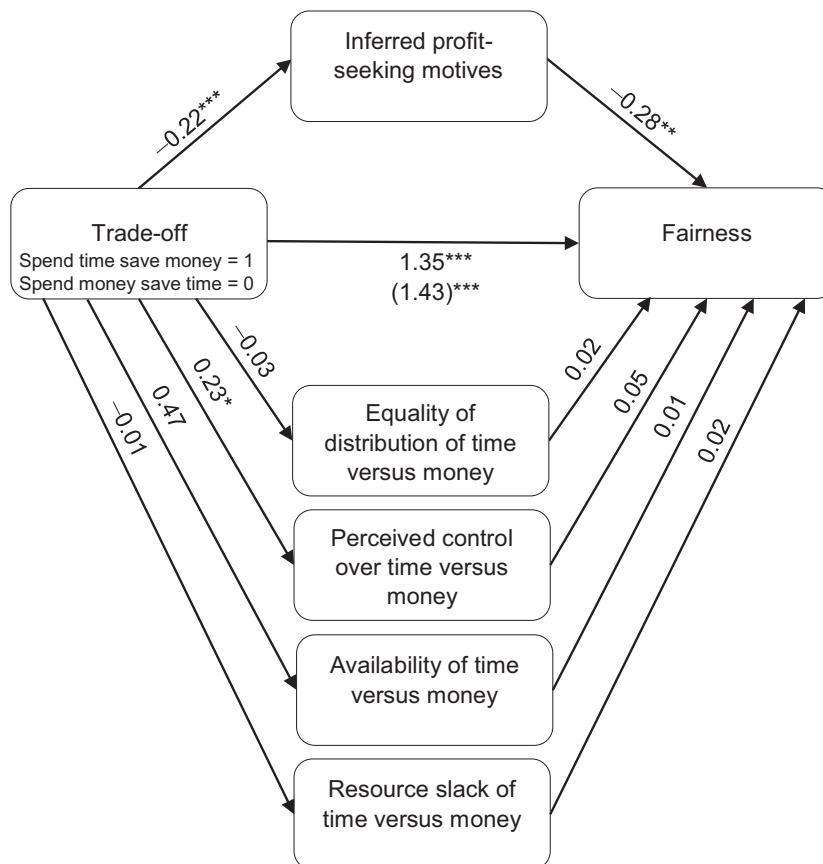 Inferred profit-
seeking motives
−0.22***
−0.28**
Trade-off
Spend time save money = 1
Spend money save time = 0
1.35***
(1.43)***
Fairness
−0.03
0.23*
0.47
−0.01
0.02
0.05
0.01
0.02
Equality of
distribution of time
versus money
Perceived control
over time versus
money
Availability of time
versus money
Resource slack of
time versus money